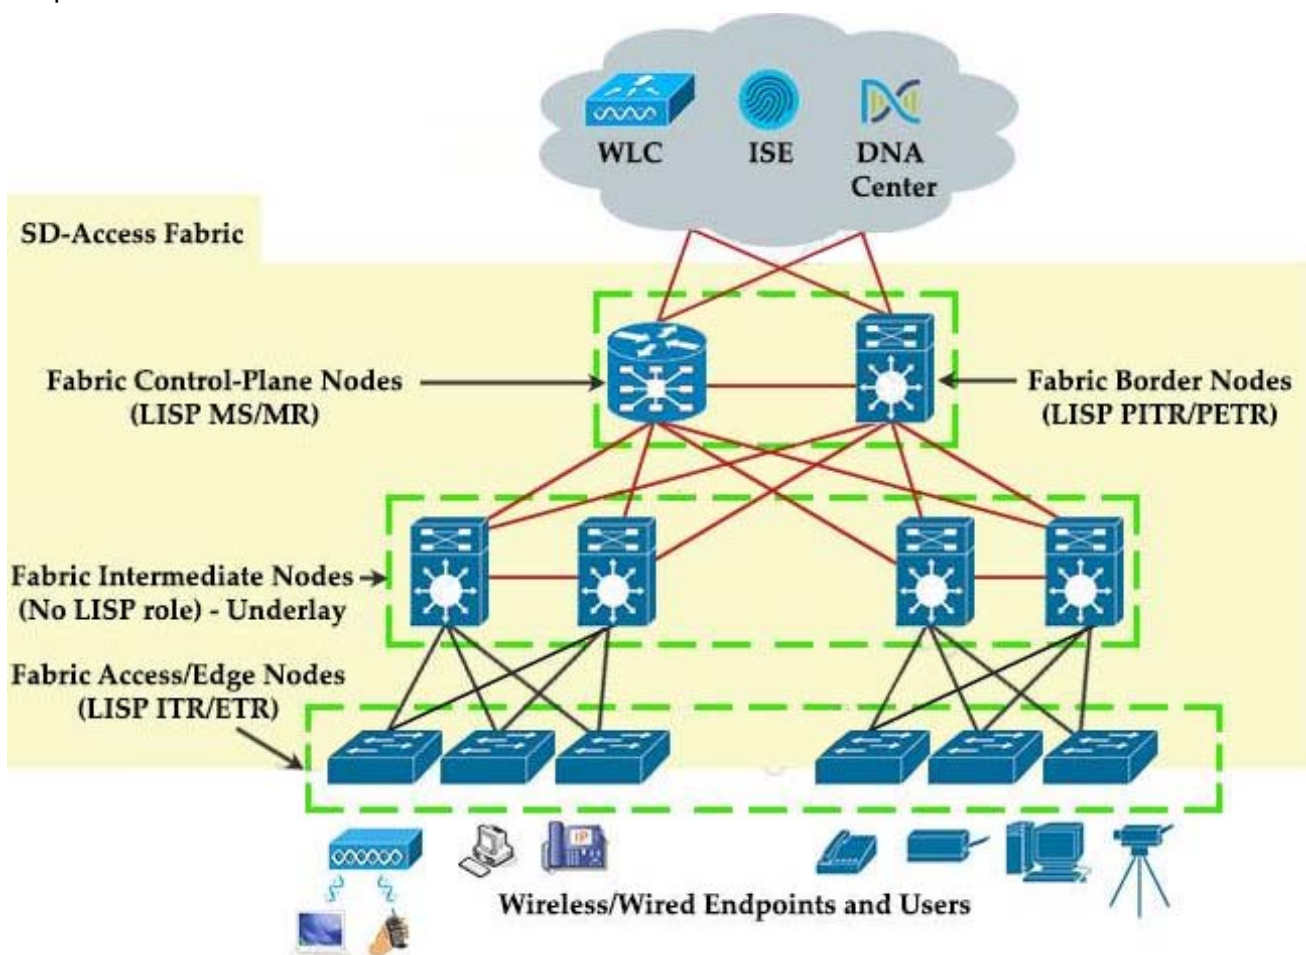 WLC
ISE
DNA
Center
SD-Access Fabric
Fabric Control-Plane Nodes
(LISP MS/MR)
Fabric Border Nodes
(LISP PITR/PETR)
Fabric Intermediate Nodes
(No LISP role) - Underlay
Fabric Access/Edge Nodes
(LISP ITR/ETR)
IP
Wireless/Wired Endpoints and Users